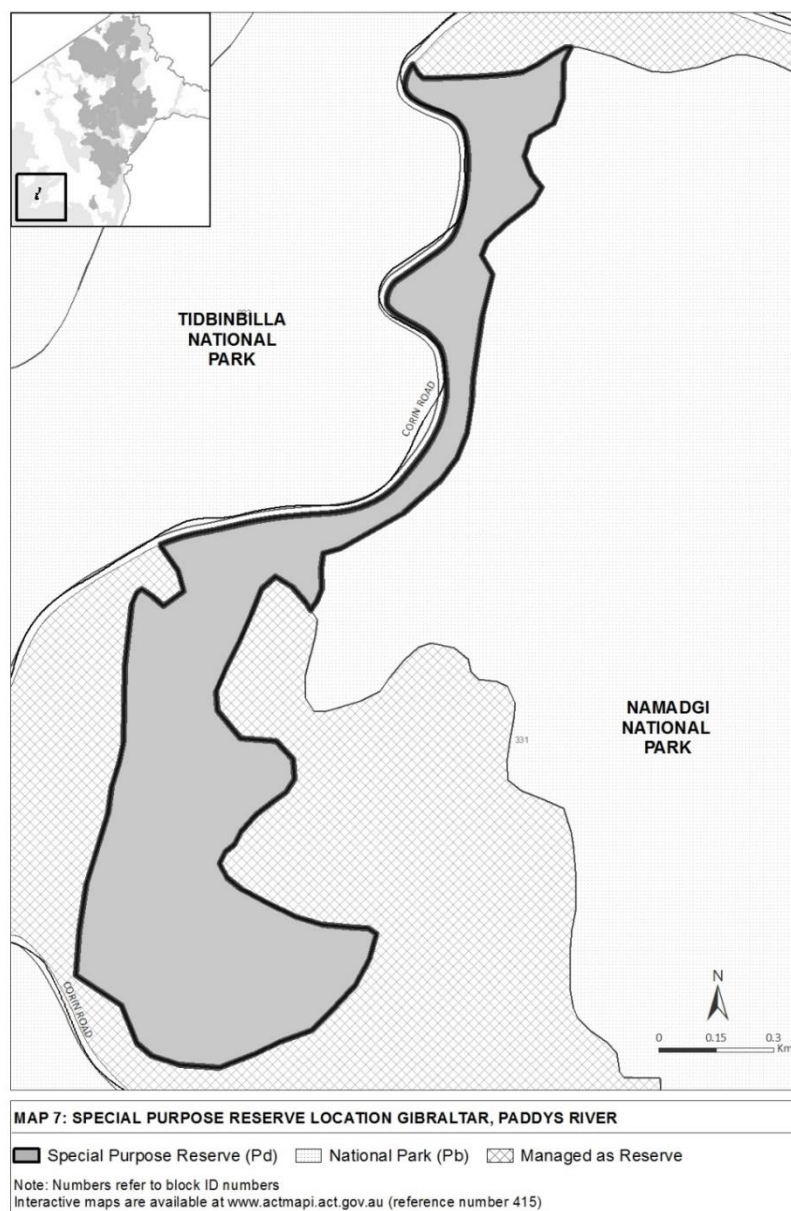 TIDBINBILLA
NATIONAL
PARK
CORIN ROAD
NAMADGI
NATIONAL
PARK
331
CORIN ROAD
N
0 0.15 0.3
Km
MAP 7: SPECIAL PURPOSE RESERVE LOCATION GIBRALTAR, PADDYS RIVER
Special Purpose Reserve (Pd) National Park (Pb) Managed as Reserve
Note: Numbers refer to block ID numbers
Interactive maps are available at www.actmapi.act.gov.au (reference number 415)